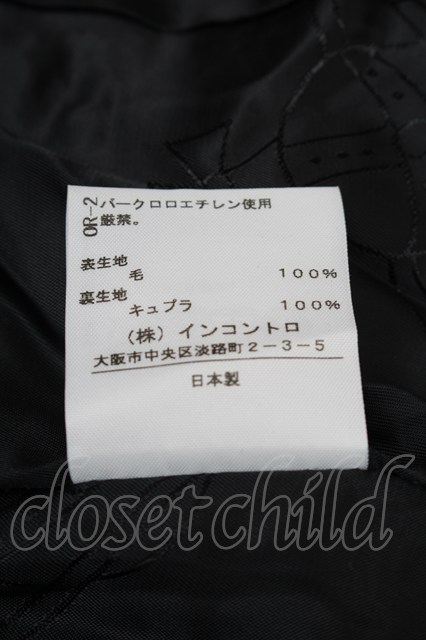 OR-2
パークロロエチレン使用
厳禁。
表生地
毛 100%
裏生地
キュプラ 100%
(株)インコントロ
大阪市中央区淡路町2-3-5
日本製
closetchild